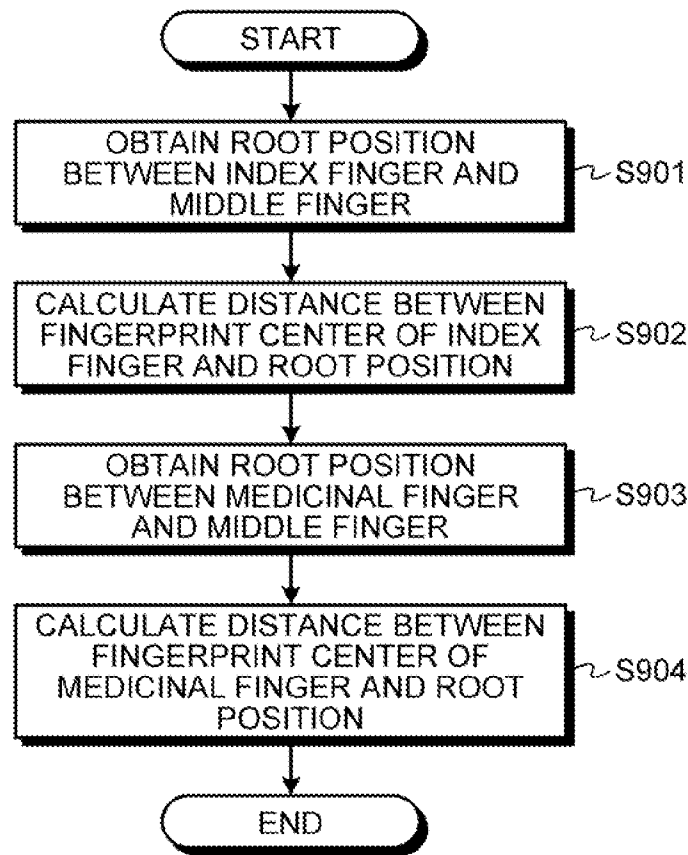 START
OBTAIN ROOT POSITION
BETWEEN INDEX FINGER AND
MIDDLE FINGER
S901
CALCULATE DISTANCE BETWEEN
FINGERPRINT CENTER OF INDEX
FINGER AND ROOT POSITION
S902
OBTAIN ROOT POSITION
BETWEEN MEDICINAL FINGER
AND MIDDLE FINGER
S903
CALCULATE DISTANCE BETWEEN
FINGERPRINT CENTER OF
MEDICINAL FINGER AND ROOT
POSITION
S904
END